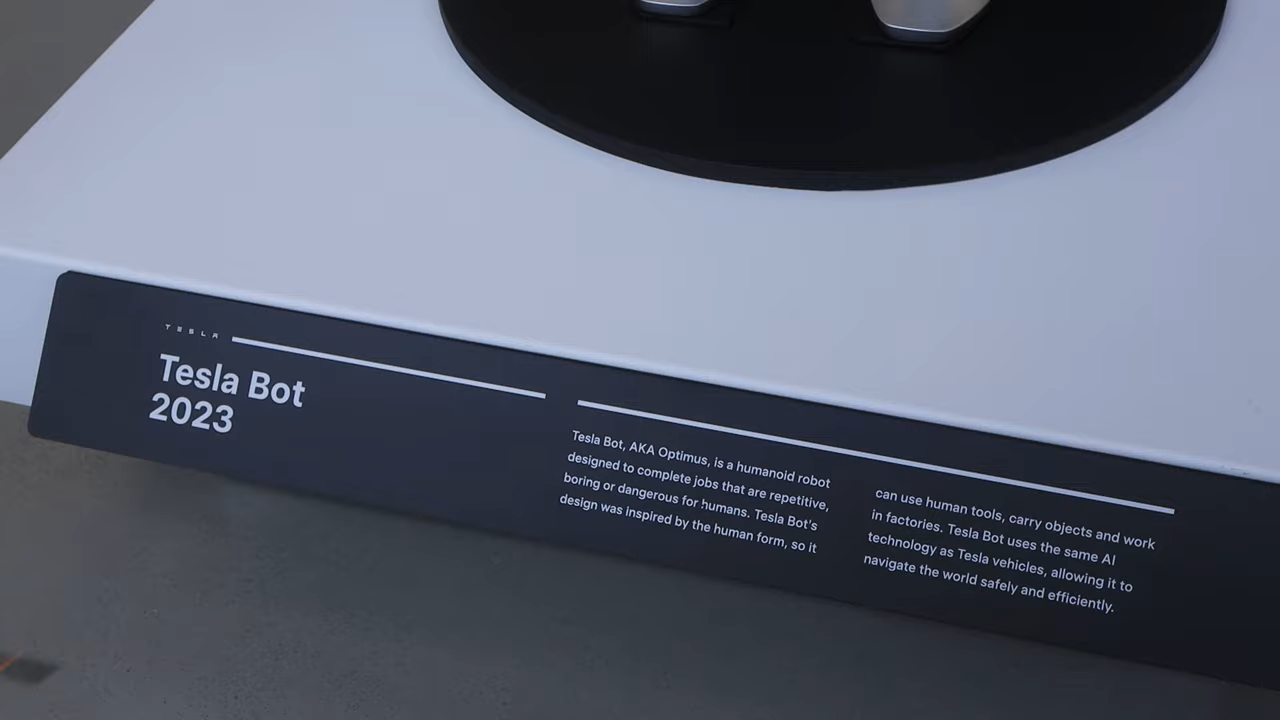 TESLA
Tesla Bot
2023
Tesla Bot, AKA Optimus, is a humanoid robot
designed to complete jobs that are repetitive,
boring or dangerous for humans. Tesla Bot's
design was inspired by the human form, so it
can use human tools, carry objects and work
in factories. Tesla Bot uses the same AI
technology as Tesla vehicles, allowing it to
navigate the world safely and efficiently.